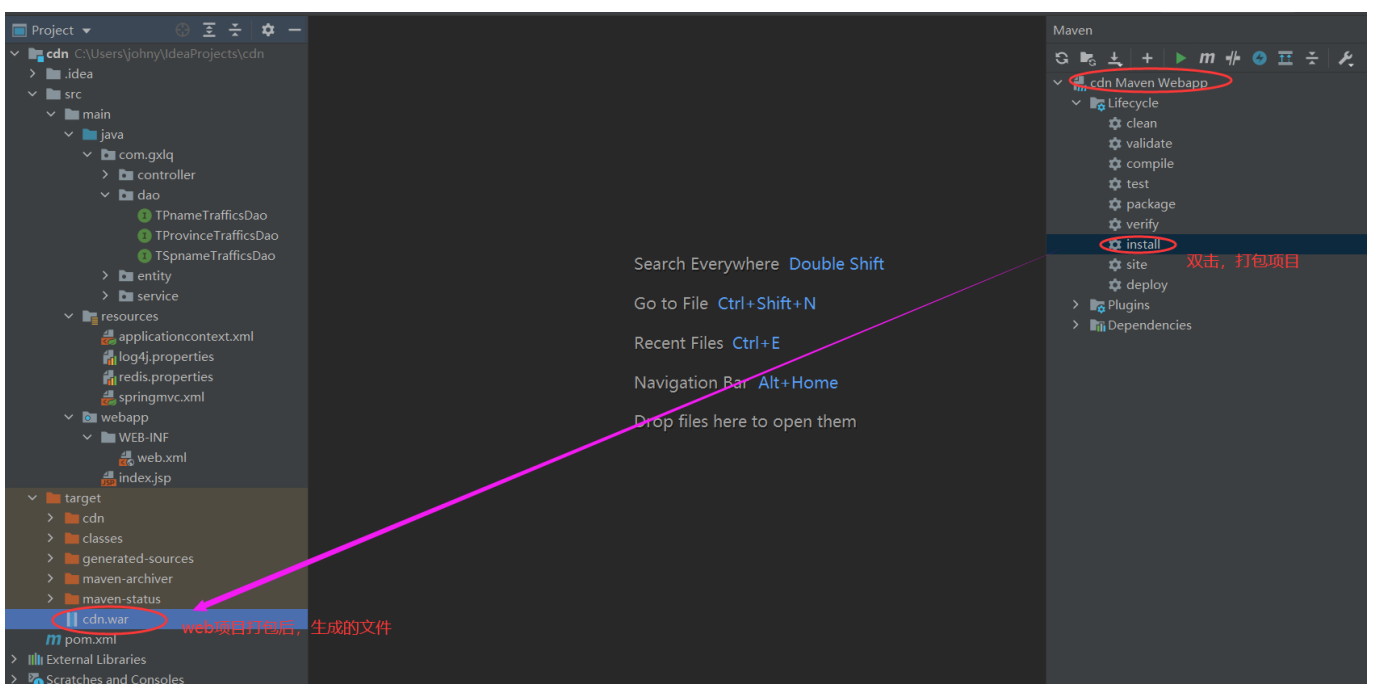 Project
cdn C:\Users\johny\IdeaProjects\cdn
.idea
src
main
java
com.gxlq
controller
dao
TPnameTrafficsDao
TProvinceTrafficsDao
TSpnameTrafficsDao
entity
service
resources
applicationcontext.xml
log4j.properties
redis.properties
springmvc.xml
webapp
WEB-INF
web.xml
index.jsp
target
cdn
classes
generated-sources
maven-archiver
maven-status
cdn.war
web项目打包后，生成的文件
pom.xml
External Libraries
Scratches and Consoles
Search Everywhere Double Shift
Go to File Ctrl+Shift+N
Recent Files Ctrl+E
Navigation Bar Alt+Home
Drop files here to open them
Maven
cdn Maven Webapp
Lifecycle
clean
validate
compile
test
package
verify
install
双击，打包项目
site
deploy
Plugins
Dependencies